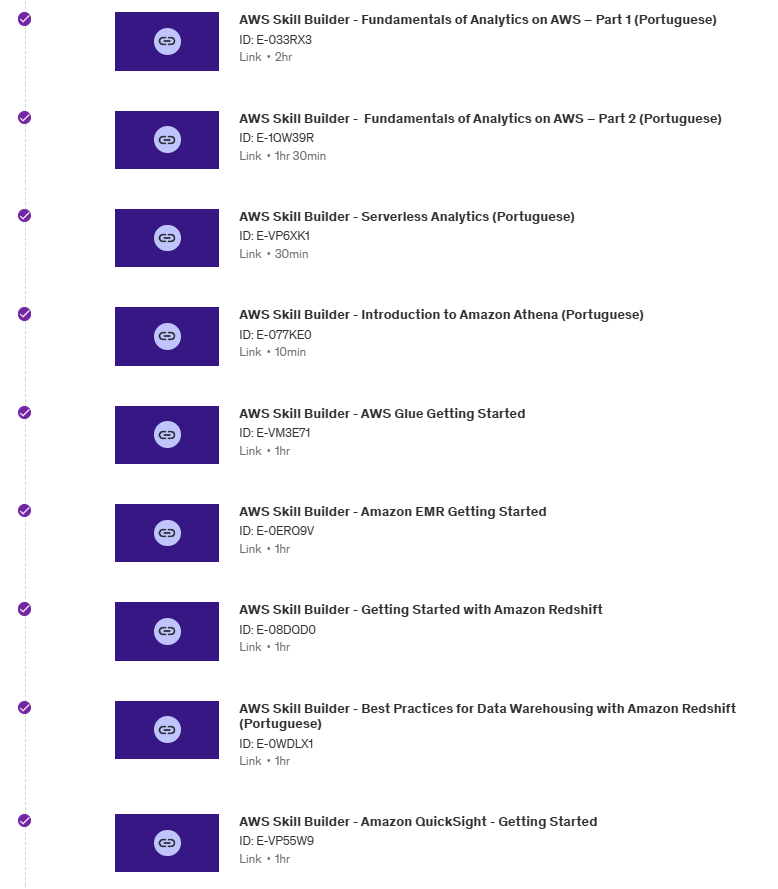 AWS Skill Builder - Fundamentals of Analytics on AWS – Part 1 (Portuguese)
ID: E-033RX3
Link • 2hr
AWS Skill Builder -  Fundamentals of Analytics on AWS – Part 2 (Portuguese)
ID: E-1QW39R
Link • 1hr 30min
AWS Skill Builder - Serverless Analytics (Portuguese)
ID: E-VP6XK1
Link • 30min
AWS Skill Builder - Introduction to Amazon Athena (Portuguese)
ID: E-077KE0
Link • 10min
AWS Skill Builder - AWS Glue Getting Started
ID: E-VM3E71
Link • 1hr
AWS Skill Builder - Amazon EMR Getting Started
ID: E-0ERQ9V
Link • 1hr
AWS Skill Builder - Getting Started with Amazon Redshift
ID: E-08DQD0
Link • 1hr
AWS Skill Builder - Best Practices for Data Warehousing with Amazon Redshift
(Portuguese)
ID: E-0WDLX1
Link • 1hr
AWS Skill Builder - Amazon QuickSight - Getting Started
ID: E-VP55W9
Link • 1hr